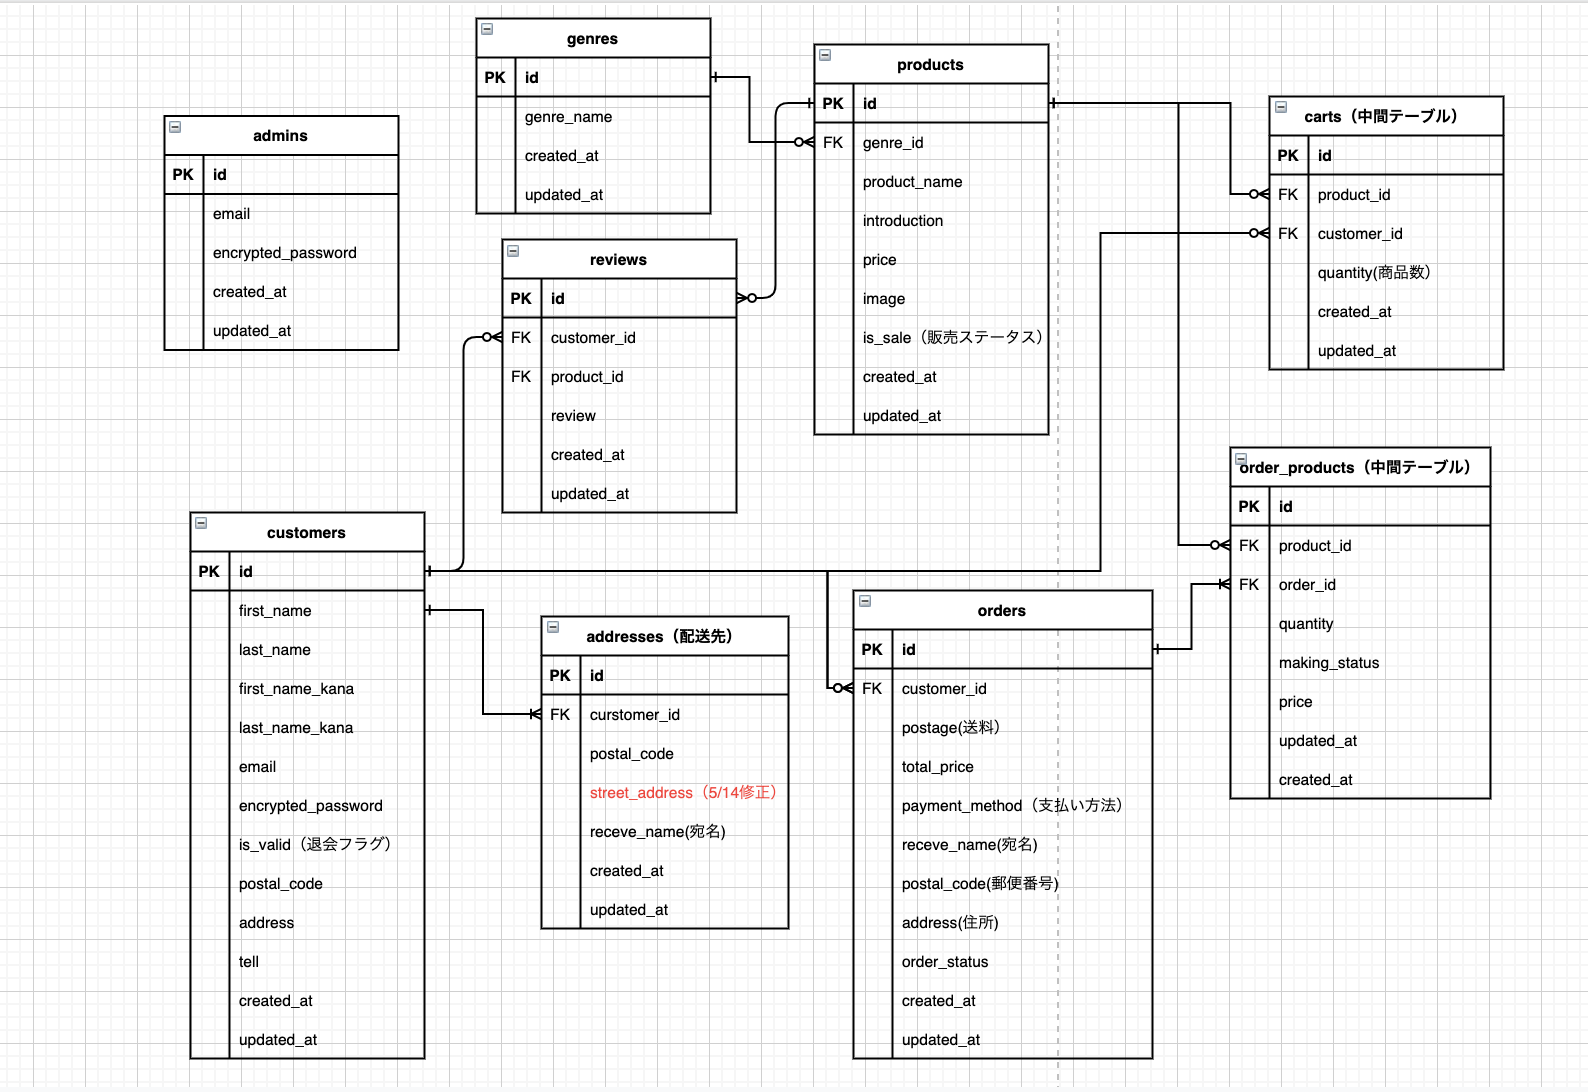 genres
PK id
genre_name
created_at
updated_at
products
PK id
FK genre_id
product_name
introduction
price
image
is_sale（販売ステータス）
created_at
updated_at
carts（中間テーブル）
PK id
FK product_id
FK customer_id
quantity(商品数）
created_at
updated_at
admins
PK id
email
encrypted_password
created_at
updated_at
reviews
PK id
FK customer_id
FK product_id
review
created_at
updated_at
order_products（中間テーブル）
PK id
FK product_id
FK order_id
quantity
making_status
price
updated_at
created_at
customers
PK id
first_name
last_name
first_name_kana
last_name_kana
email
encrypted_password
is_valid（退会フラグ）
postal_code
address
tell
created_at
updated_at
addresses（配送先）
PK id
FK curstomer_id
postal_code
street_address（5/14修正）
receve_name(宛名)
created_at
updated_at
orders
PK id
FK customer_id
postage(送料）
total_price
payment_method（支払い方法）
receve_name(宛名)
postal_code(郵便番号)
address(住所)
order_status
created_at
updated_at